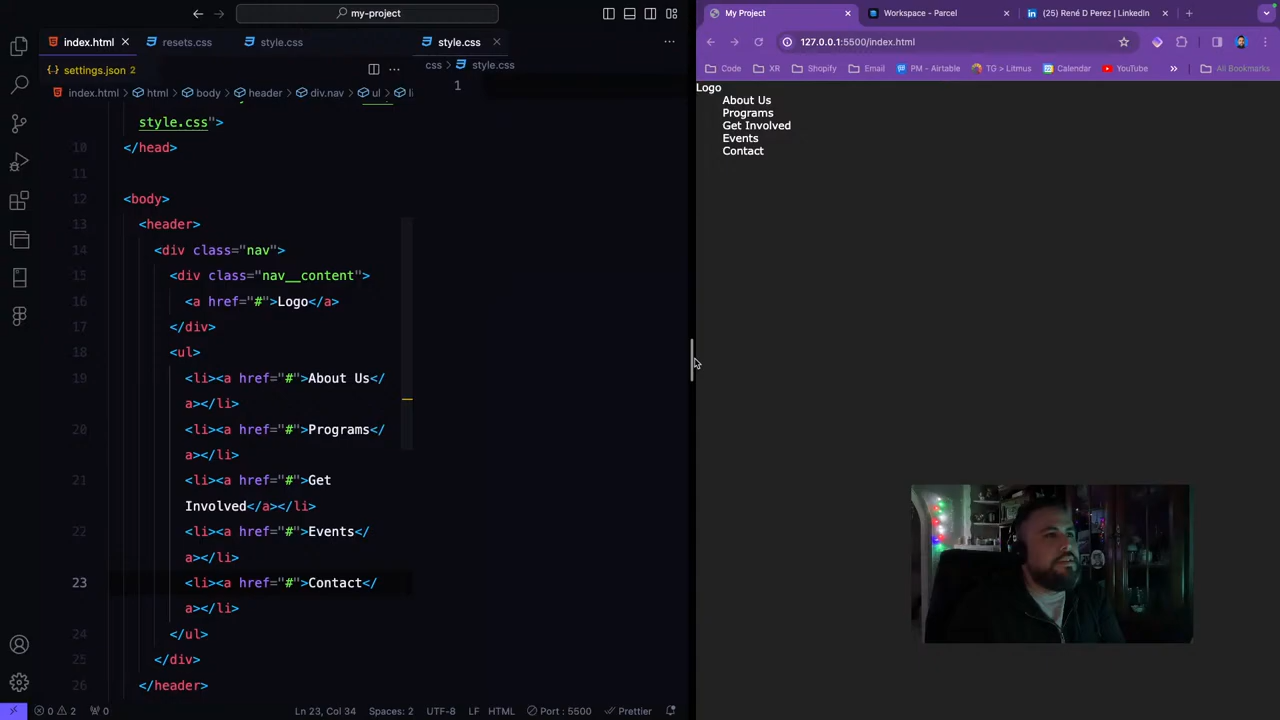 my-project
index.html
resets.css
style.css
style.css
settings.json 2
index.html > html > body > header > div.nav > ul > li
css > style.css
1
style.css">
10 </head>
11
12 <body>
13 <header>
14 <div class="nav">
15 <div class="nav__content">
16 <a href="#">Logo</a>
17 </div>
18 <ul>
19 <li><a href="#">About Us</
a></li>
20 <li><a href="#">Programs</
a></li>
21 <li><a href="#">Get
Involved</a></li>
22 <li><a href="#">Events</
a></li>
23 <li><a href="#">Contact</
a></li>
24 </ul>
25 </div>
26 </header>
0 2 0 Ln 23, Col 34 Spaces: 2 UTF-8 LF HTML Port : 5500 Prettier
My Project
Workspace - Parcel
(25) René D Perez | LinkedIn
127.0.0.1:5500/index.html
Code XR Shopify Email PM - Airtable TG > Litmus Calendar YouTube » All Bookmarks
Logo
About Us
Programs
Get Involved
Events
Contact